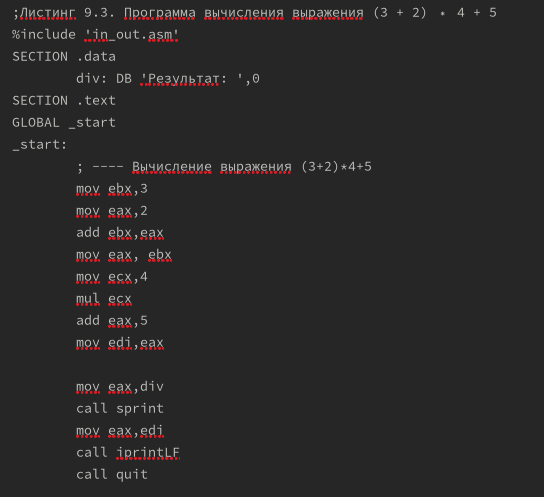 ;Листинг 9.3. Программа вычисления выражения (3 + 2) * 4 + 5
%include 'in_out.asm'
SECTION .data
div: DB 'Результат: ',0
SECTION .text
GLOBAL _start
_start:
; ---- Вычисление выражения (3+2)*4+5
mov ebx,3
mov eax,2
add ebx,eax
mov eax, ebx
mov ecx,4
mul ecx
add eax,5
mov edi,eax
mov eax,div
call sprint
mov eax,edi
call iprintLF
call quit